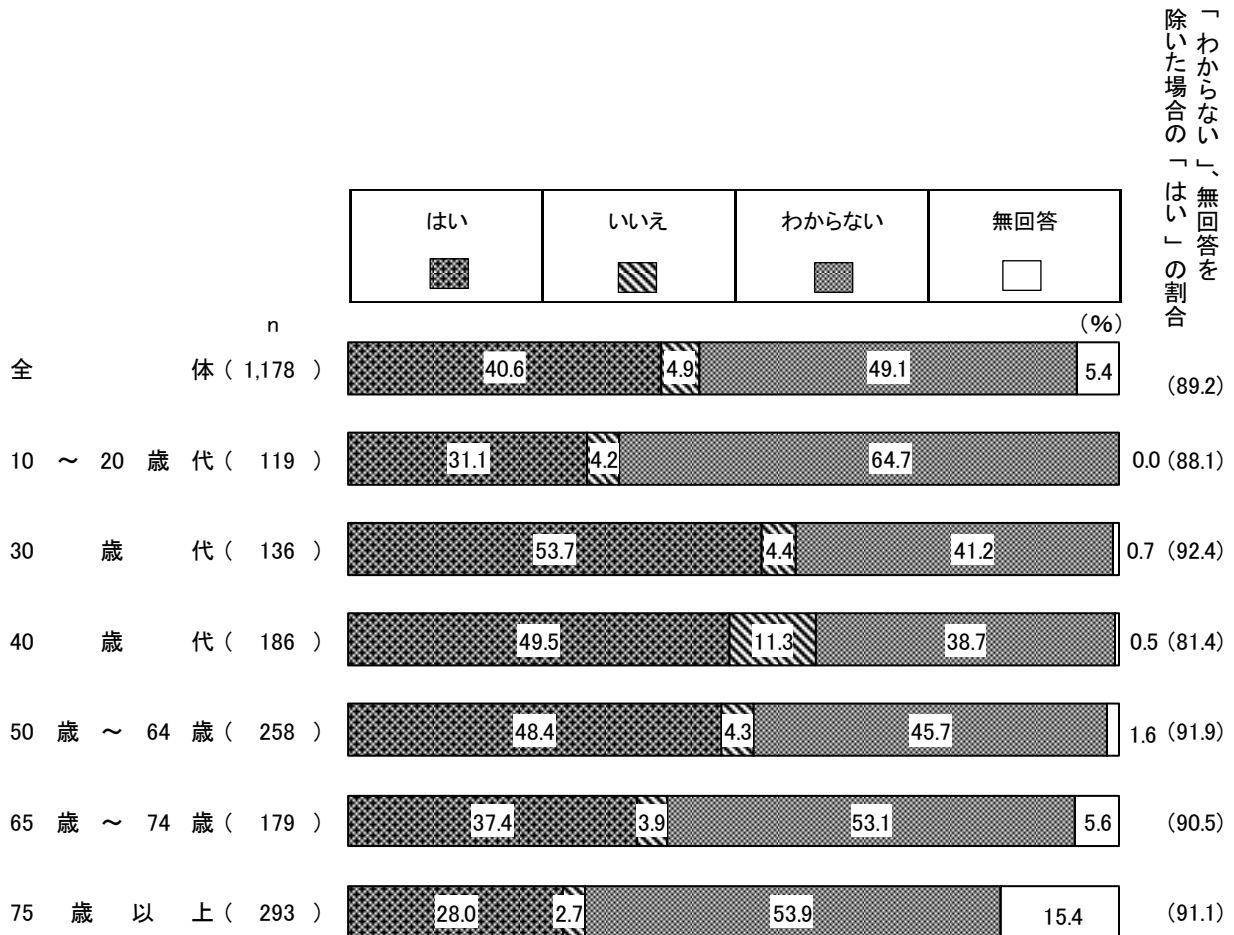 「わからない」、無回答を
除いた場合の「はい」の割合
はい いいえ わからない 無回答
n
(%)
全 体 ( 1,178 ) 40.6 4.9 49.1 5.4 (89.2)
10 ～ 20 歳 代 ( 119 ) 31.1 4.2 64.7 0.0 (88.1)
30 歳 代 ( 136 ) 53.7 4.4 41.2 0.7 (92.4)
40 歳 代 ( 186 ) 49.5 11.3 38.7 0.5 (81.4)
50 歳 ～ 64 歳 ( 258 ) 48.4 4.3 45.7 1.6 (91.9)
65 歳 ～ 74 歳 ( 179 ) 37.4 3.9 53.1 5.6 (90.5)
75 歳 以 上 ( 293 ) 28.0 2.7 53.9 15.4 (91.1)